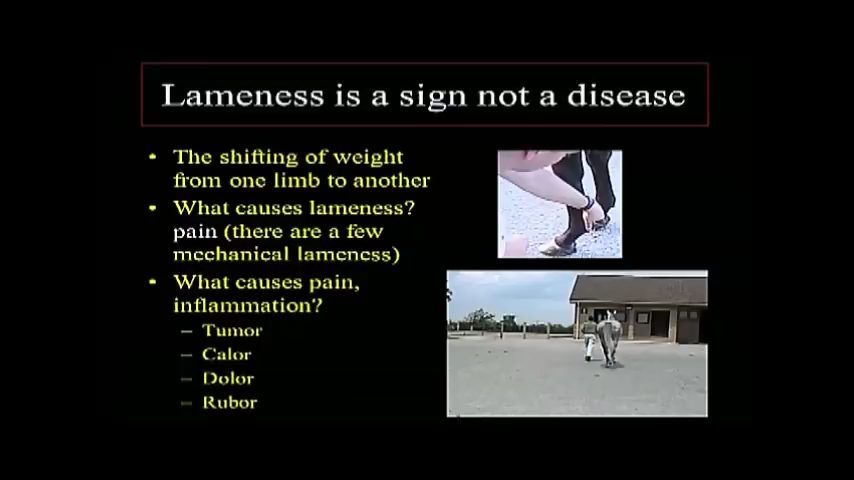 Lameness is a sign not a disease
• The shifting of weight
from one limb to another
• What causes lameness?
pain (there are a few
mechanical lameness)
• What causes pain,
inflammation?
– Tumor
– Calor
– Dolor
– Rubor